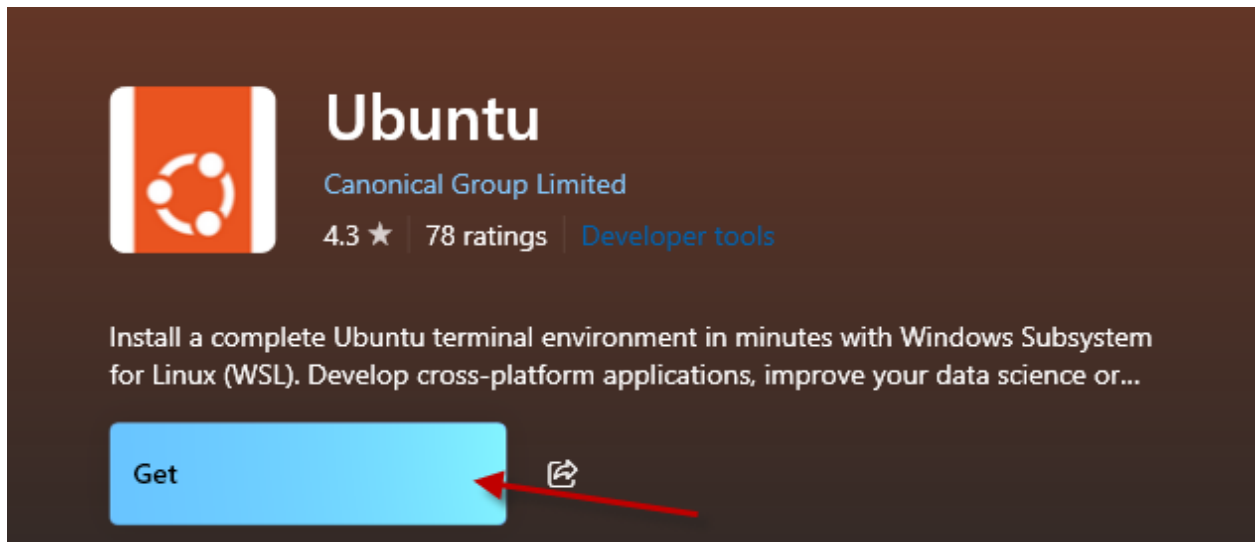 Ubuntu
Canonical Group Limited
4.3 ★ 78 ratings Developer tools
Install a complete Ubuntu terminal environment in minutes with Windows Subsystem
for Linux (WSL). Develop cross-platform applications, improve your data science or...
Get